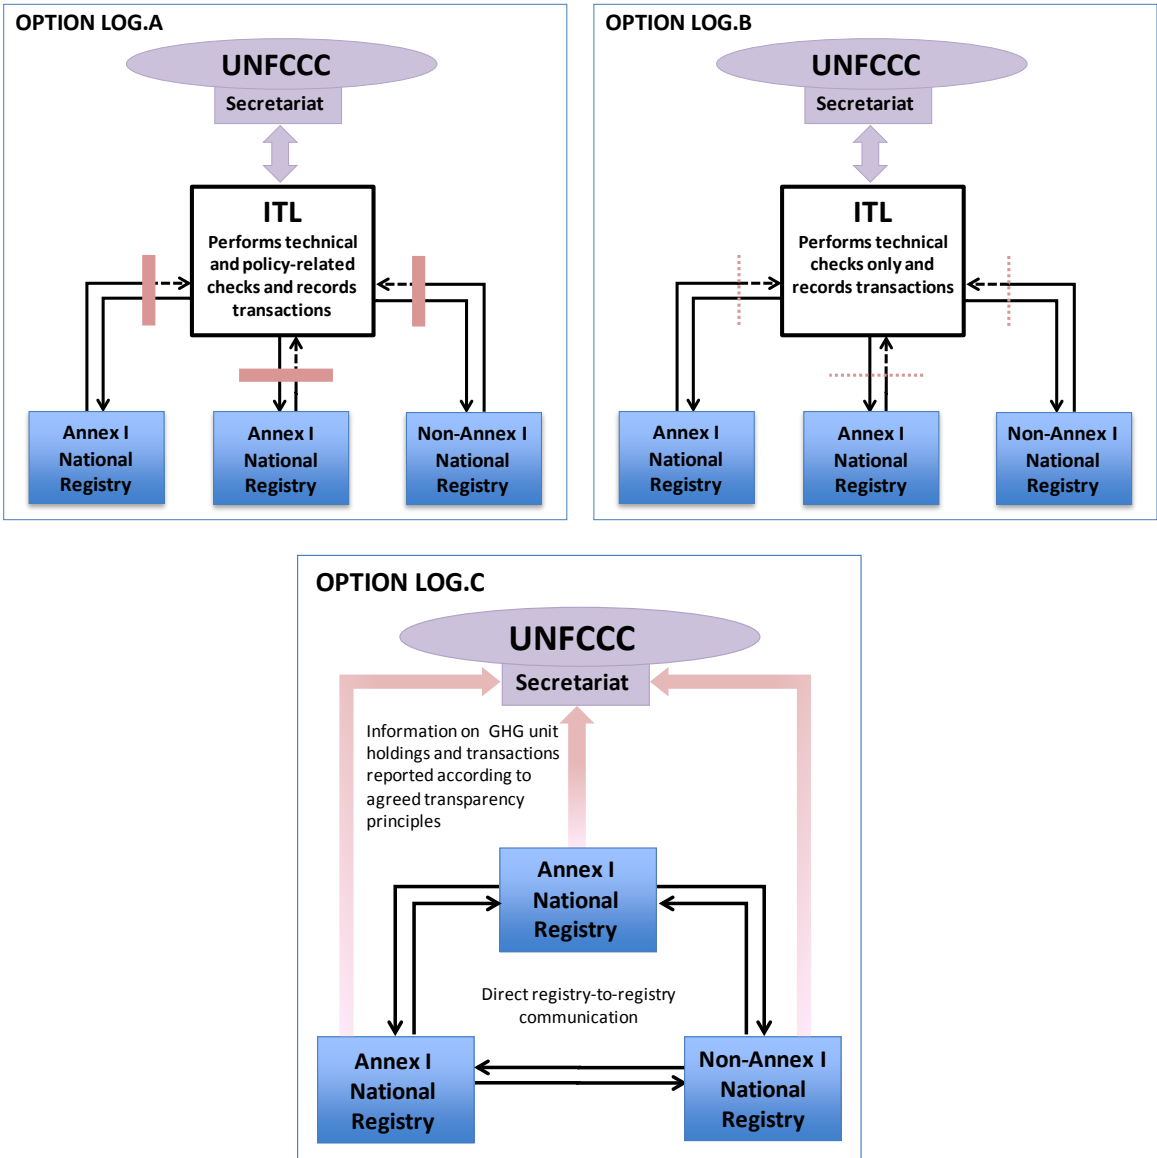 OPTION LOG.A
UNFCCC
Secretariat
ITL
Performs technical
and policy-related
checks and records
transactions
Annex I
National
Registry
Annex I
National
Registry
Non-Annex I
National
Registry
OPTION LOG.B
UNFCCC
Secretariat
ITL
Performs technical
checks only and
records transactions
Annex I
National
Registry
Annex I
National
Registry
Non-Annex I
National
Registry
OPTION LOG.C
UNFCCC
Secretariat
Information on GHG unit
holdings and transactions
reported according to
agreed transparency
principles
Annex I
National
Registry
Direct registry-to-registry
communication
Annex I
National
Registry
Non-Annex I
National
Registry